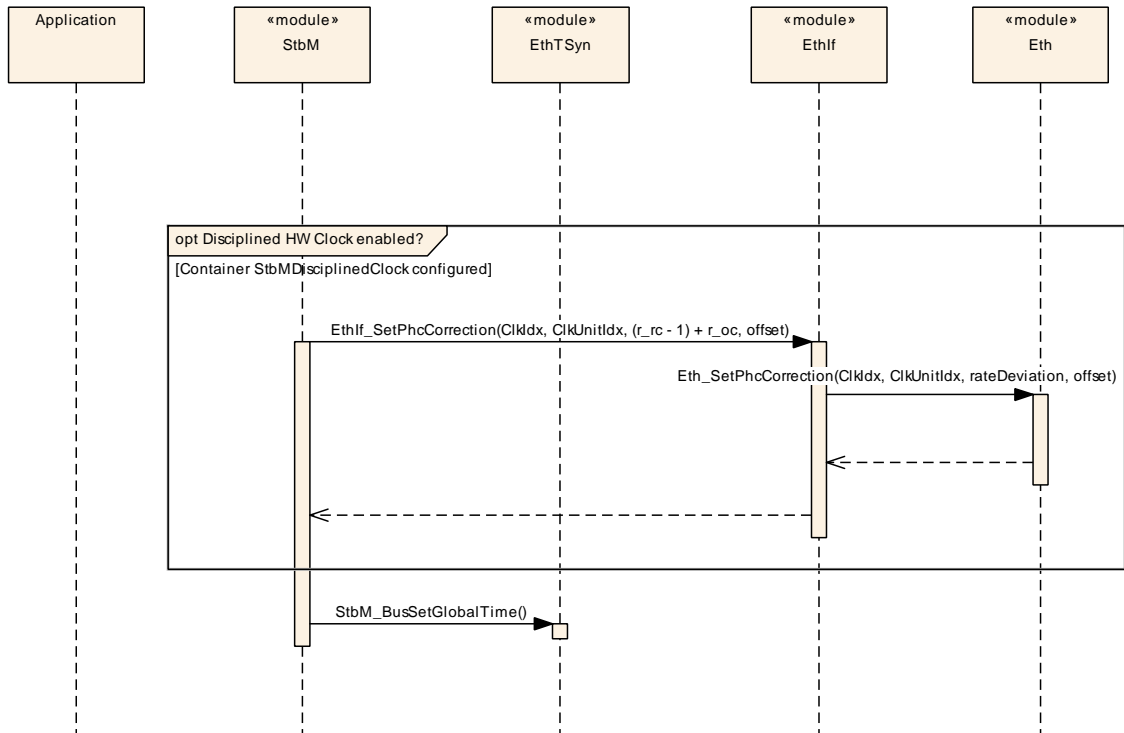 Application
«module»
StbM
«module»
EthTSyn
«module»
EthIf
«module»
Eth
opt Disciplined HW Clock enabled?
[Container StbMDisciplinedClock configured]
EthIf_SetPhcCorrection(ClkIdx, ClkUnitIdx, (r_rc - 1) + r_oc, offset)
Eth_SetPhcCorrection(ClkIdx, ClkUnitIdx, rateDeviation, offset)
StbM_BusSetGlobalTime()